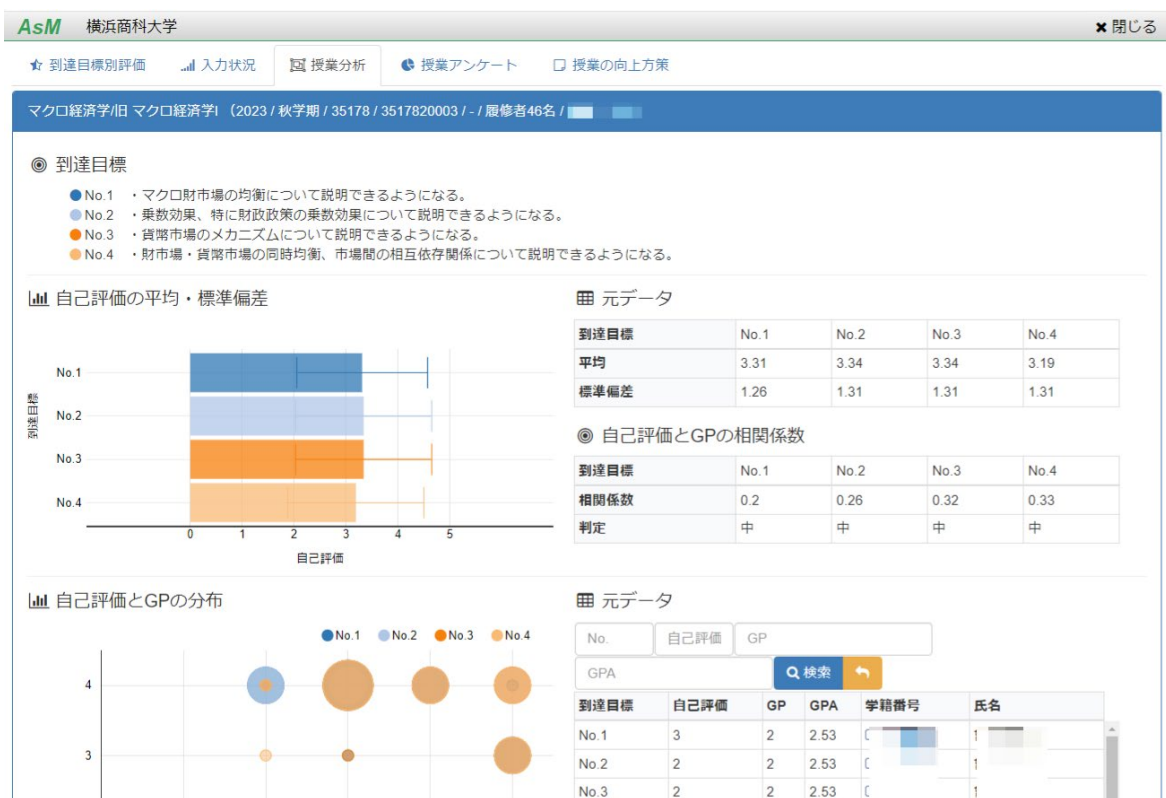 AsM 横浜商科大学 ✖閉じる
到達目標別評価 入力状況 授業分析 授業アンケート 授業の向上方策
マクロ経済学/旧 マクロ経済学I (2023 / 秋学期 / 35178 / 3517820003 / - / 履修者46名 /
到達目標
No.1 ・マクロ財市場の均衡について説明できるようになる。
No.2 ・乗数効果、特に財政政策の乗数効果について説明できるようになる。
No.3 ・貨幣市場のメカニズムについて説明できるようになる。
No.4 ・財市場・貨幣市場の同時均衡、市場間の相互依存関係について説明できるようになる。
自己評価の平均・標準偏差
到達目標
No.1
No.2
No.3
No.4
0 1 2 3 4 5
自己評価
元データ
到達目標 No.1 No.2 No.3 No.4
平均 3.31 3.34 3.34 3.19
標準偏差 1.26 1.31 1.31 1.31
自己評価とGPの相関係数
到達目標 No.1 No.2 No.3 No.4
相関係数 0.2 0.26 0.32 0.33
判定 中 中 中 中
自己評価とGPの分布
No.1 No.2 No.3 No.4
4
3
元データ
No. 自己評価 GP
GPA 検索
到達目標 自己評価 GP GPA 学籍番号 氏名
No.1 3 2 2.53
No.2 2 2 2.53
No.3 2 2 2.53